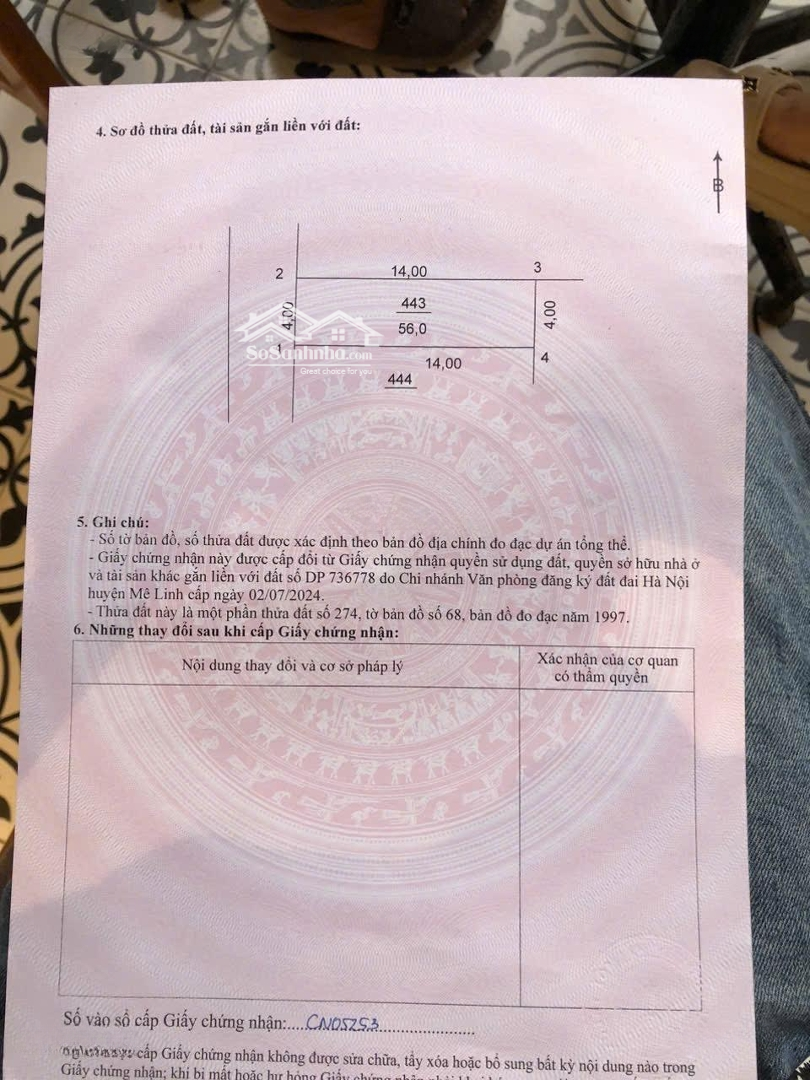 4. Sơ đồ thửa đất, tài sản gắn liền với đất:
B
2 14,00 3
443
4,00 4,00
56,0
1 14,00 4
444
SoSanhnha.com
Great choice for you
5. Ghi chú:
- Số tờ bản đồ, số thửa đất được xác định theo bản đồ địa chính đo đạc dự án tổng thể.
- Giấy chứng nhận này được cấp đổi từ Giấy chứng nhận quyền sử dụng đất, quyền sở hữu nhà ở
và tài sản khác gắn liền với đất số DP 736778 do Chi nhánh Văn phòng đăng ký đất đai Hà Nội
huyện Mê Linh cấp ngày 02/07/2024.
- Thửa đất này là một phần thửa đất số 274, tờ bản đồ số 68, bản đồ đo đạc năm 1997.
6. Những thay đổi sau khi cấp Giấy chứng nhận:
Nội dung thay đổi và cơ sở pháp lý
Xác nhận của cơ quan
có thẩm quyền
Số vào sổ cấp Giấy chứng nhận:....CN05253....................
cấp Giấy chứng nhận không được sửa chữa, tẩy xóa hoặc bổ sung bất kỳ nội dung nào trong
Giấy chứng nhận; khi bị mất hoặc hư hỏng Giấy chứng nhận